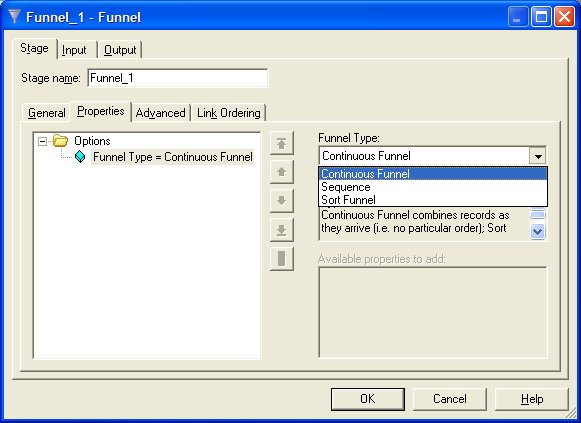 Funnel_1 - Funnel
Stage Input Output
Stage name: Funnel_1
General Properties Advanced Link Ordering
Options
Funnel Type = Continuous Funnel
Funnel Type:
Continuous Funnel
Continuous Funnel
Sequence
Sort Funnel
Continuous Funnel combines records as
they arrive (i.e. no particular order); Sort
Available properties to add:
OK Cancel Help